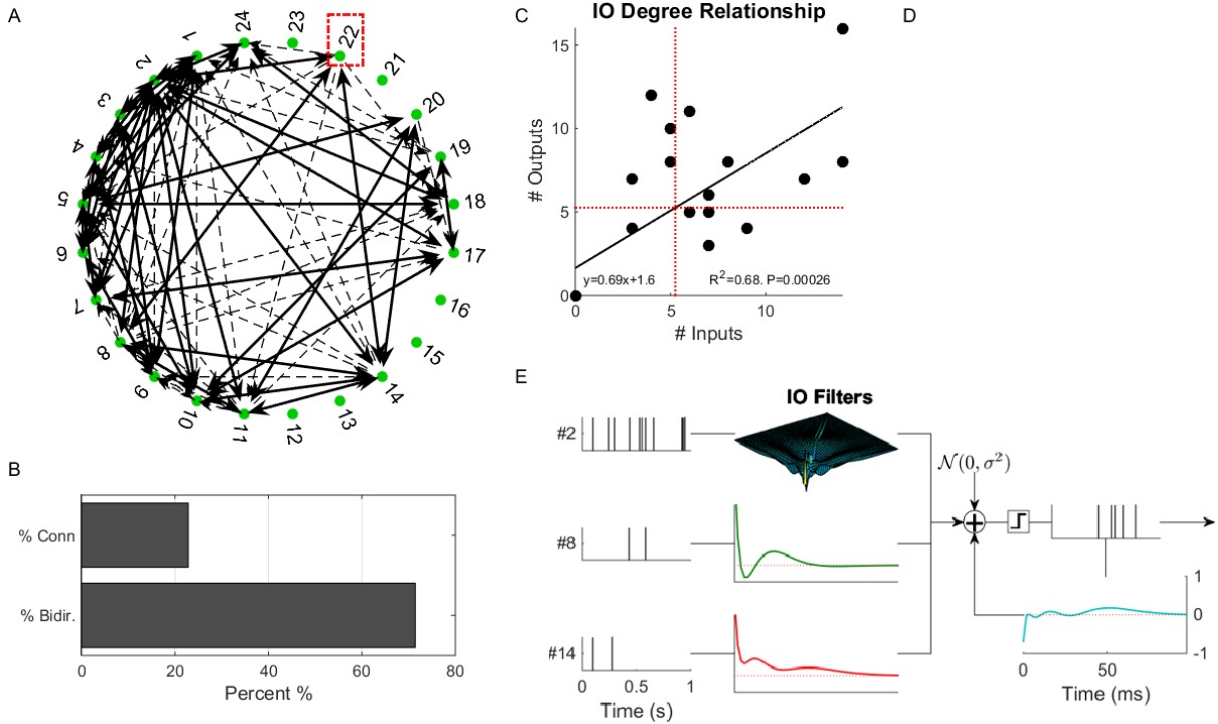 A
24
23
22
21
20
19
18
17
16
15
14
13
12
11
10
9
8
7
6
5
4
3
2
1
B
% Conn
% Bidir.
0 20 40 60 80
Percent %
C
IO Degree Relationship
15
10
5
0
# Outputs
y=0.69x+1.6 R²=0.68. P=0.00026
0 5 10
# Inputs
D
E
IO Filters
#2
#8
#14
0 0.5 1
Time (s)
𝒩(0, σ²)
+
1
0
-1
0 50
Time (ms)